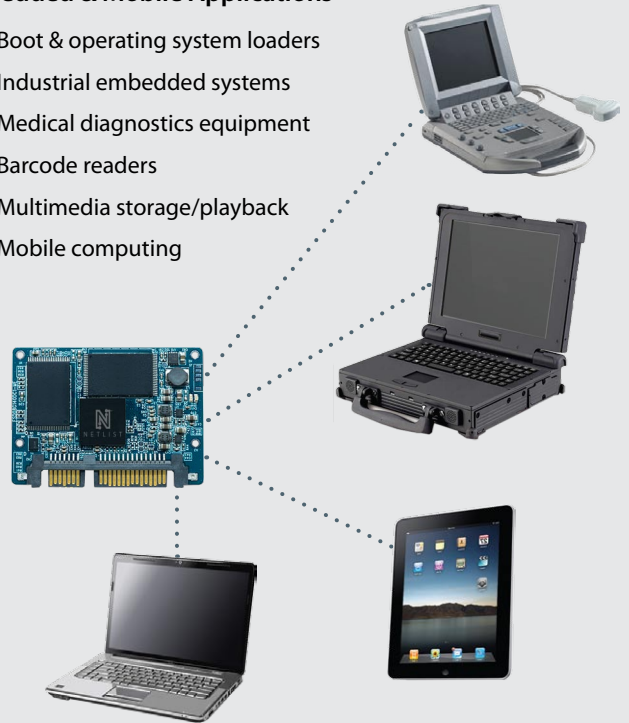 & Mobile Applications
Boot & operating system loaders
Industrial embedded systems
Medical diagnostics equipment
Barcode readers
Multimedia storage/playback
Mobile computing
N
NETLIST